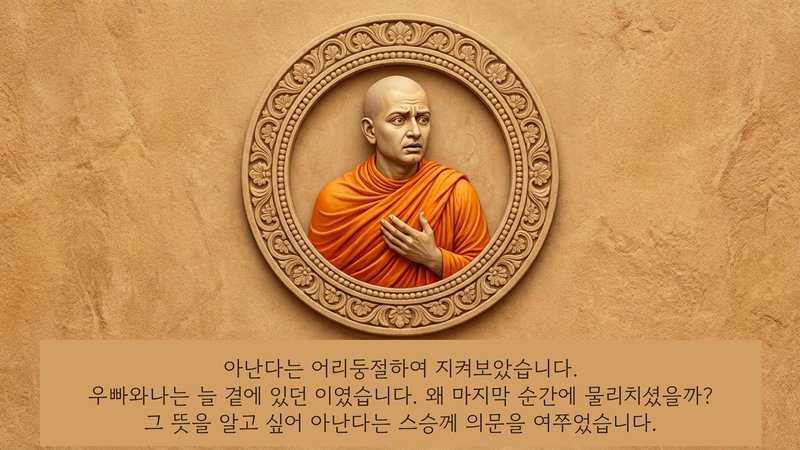 아난다는 어리둥절하여 지켜보았습니다.
우빠와나는 늘 곁에 있던 이였습니다. 왜 마지막 순간에 물리치셨을까?
그 뜻을 알고 싶어 아난다는 스승께 의문을 여쭈었습니다.